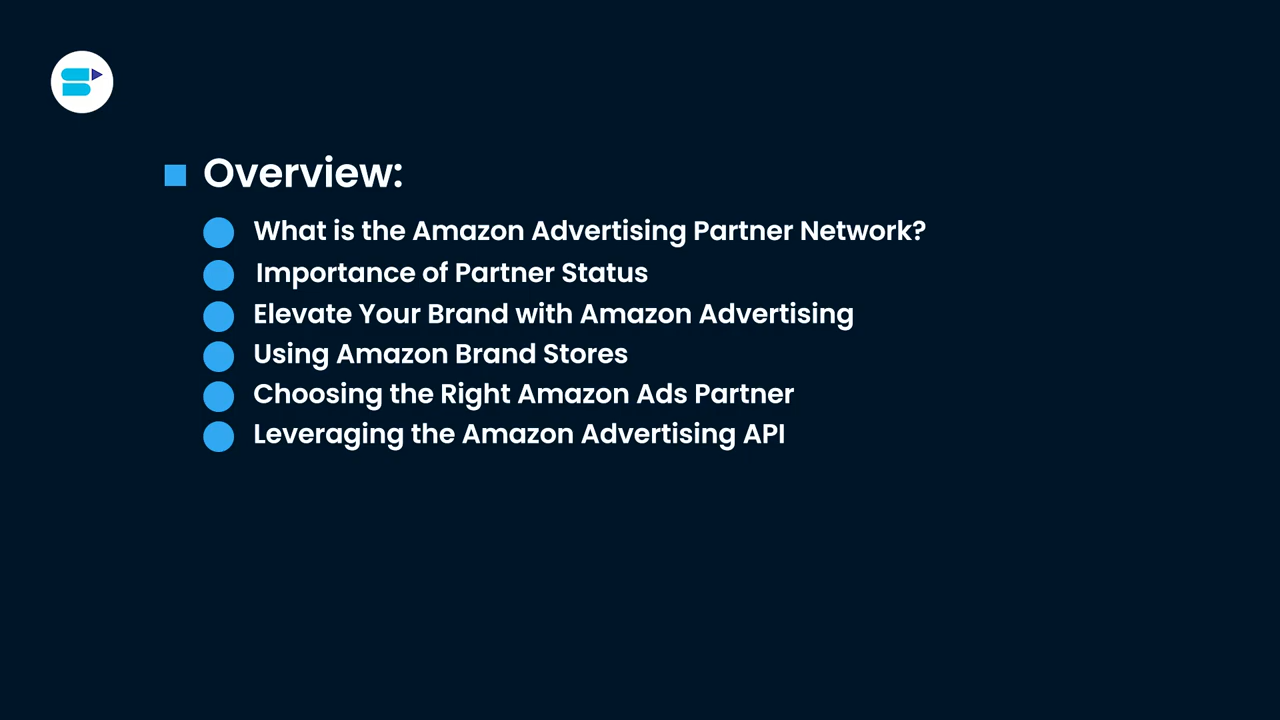 Overview:
What is the Amazon Advertising Partner Network?
Importance of Partner Status
Elevate Your Brand with Amazon Advertising
Using Amazon Brand Stores
Choosing the Right Amazon Ads Partner
Leveraging the Amazon Advertising API